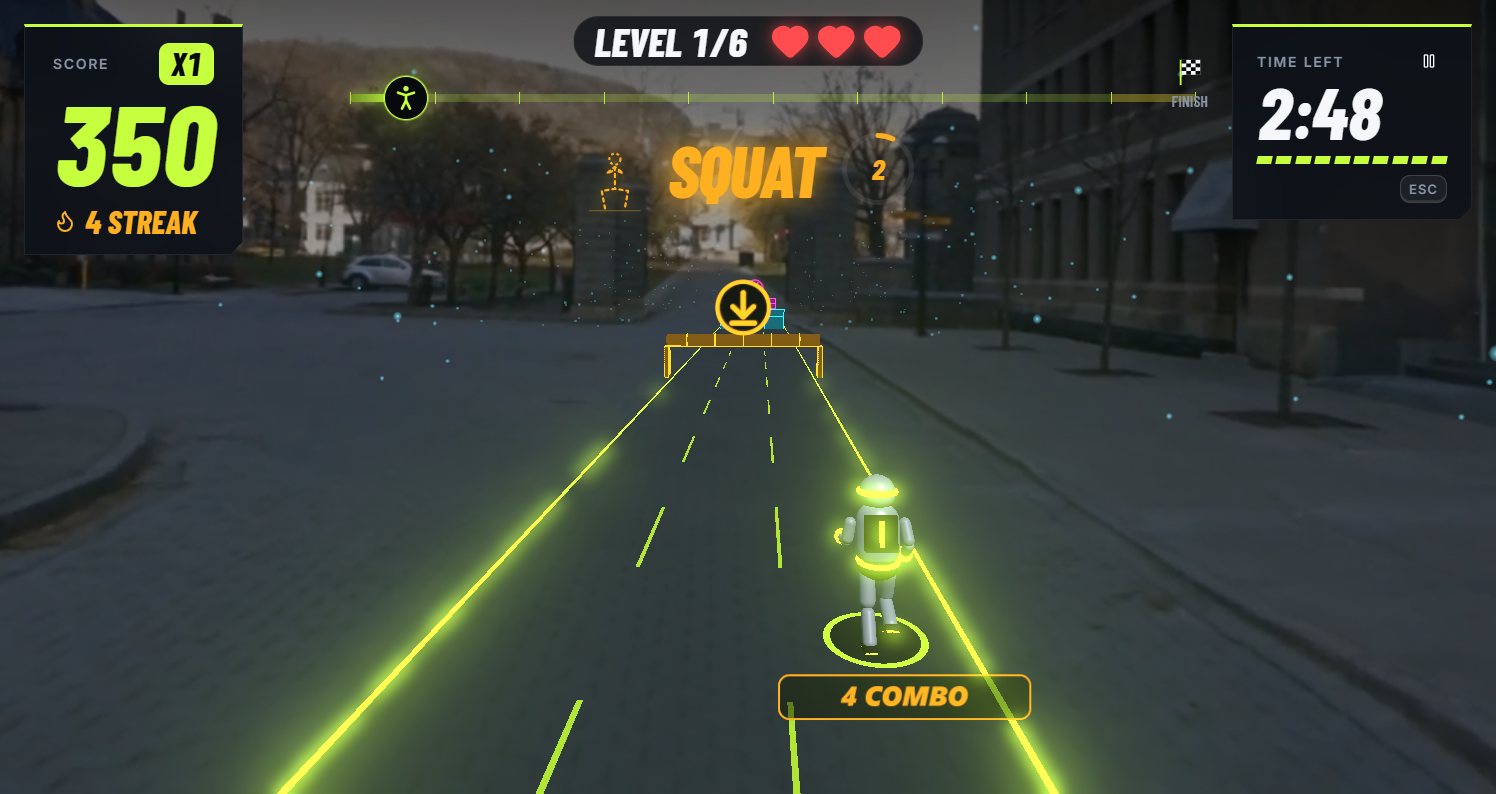 SCORE
X1
350
4 STREAK
LEVEL 1/6
FINISH
SQUAT
2
TIME LEFT
2:48
ESC
4 COMBO